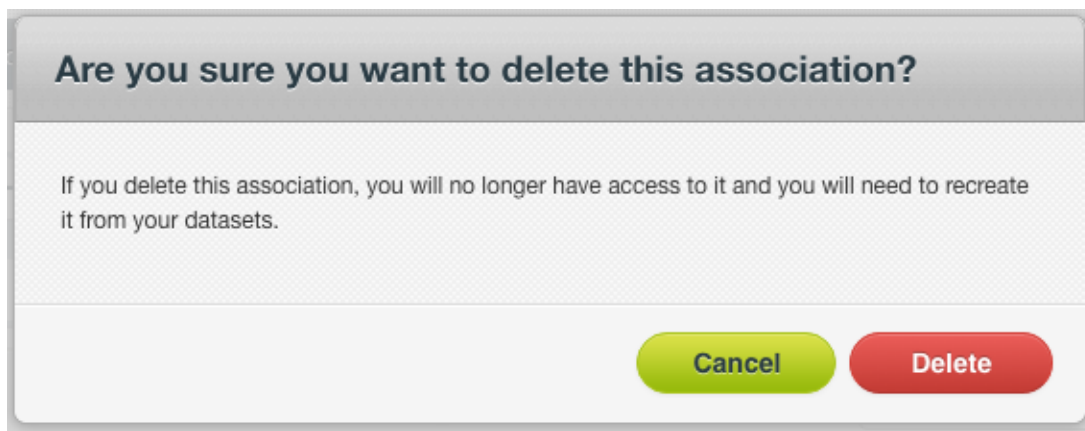 Are you sure you want to delete this association?
If you delete this association, you will no longer have access to it and you will need to recreate
it from your datasets.
Cancel
Delete